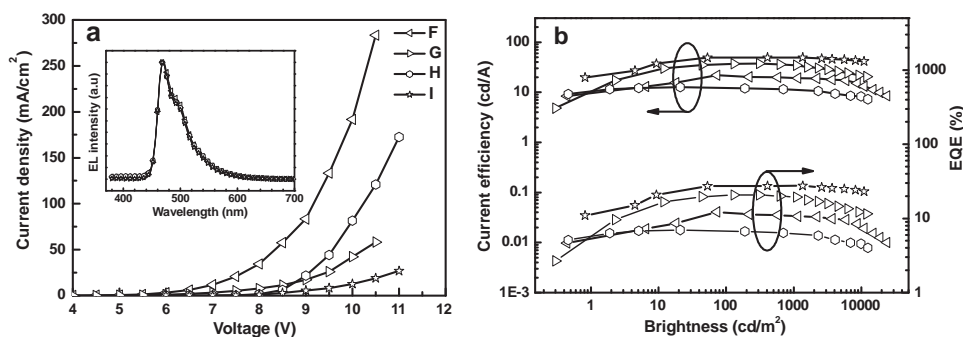 a
300
250
200
150
100
50
0
Current density (mA/cm²)
4 5 6 7 8 9 10 11 12
Voltage (V)
F
G
H
I
EL intensity (a.u)
400 500 600 700
Wavelength (nm)
b
100
10
1
0.1
0.01
1E-3
Current efficiency (cd/A)
1 10 100 1000 10000
Brightness (cd/m²)
1000
100
10
1
EQE (%)